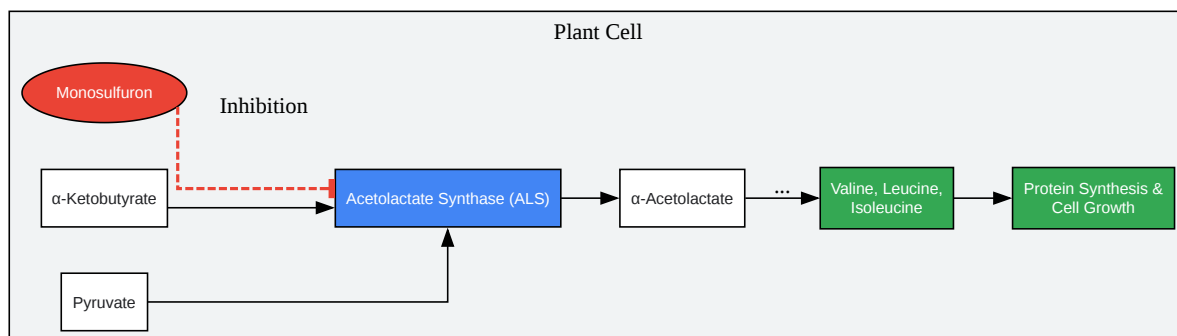 Plant Cell
Monosulfuron
Inhibition
α-Ketobutyrate
Acetolactate Synthase (ALS)
α-Acetolactate
...
Valine, Leucine,
Isoleucine
Protein Synthesis &
Cell Growth
Pyruvate